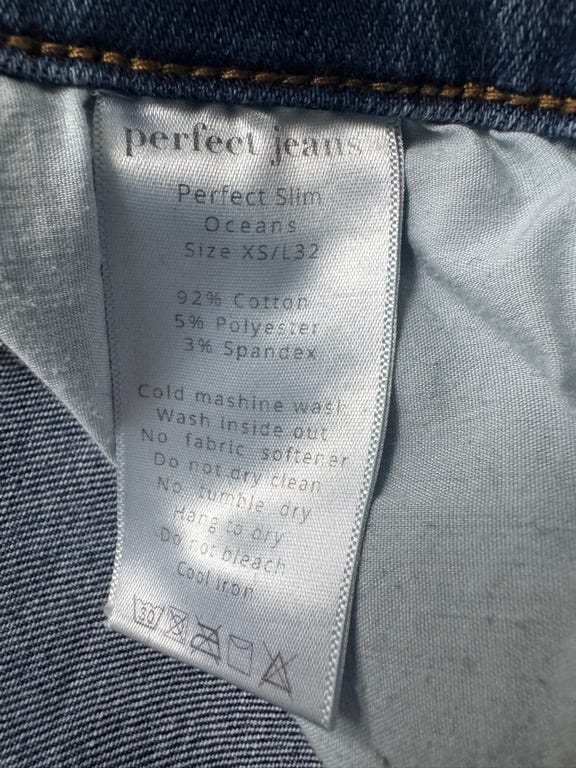 perfect jeans
Perfect Slim
Oceans
Size XS/L32
92% Cotton
5% Polyester
3% Spandex
Cold mashine wash
Wash inside out
No fabric softener
Do not dry clean
No tumble dry
Hang to dry
Do not bleach
Cool iron